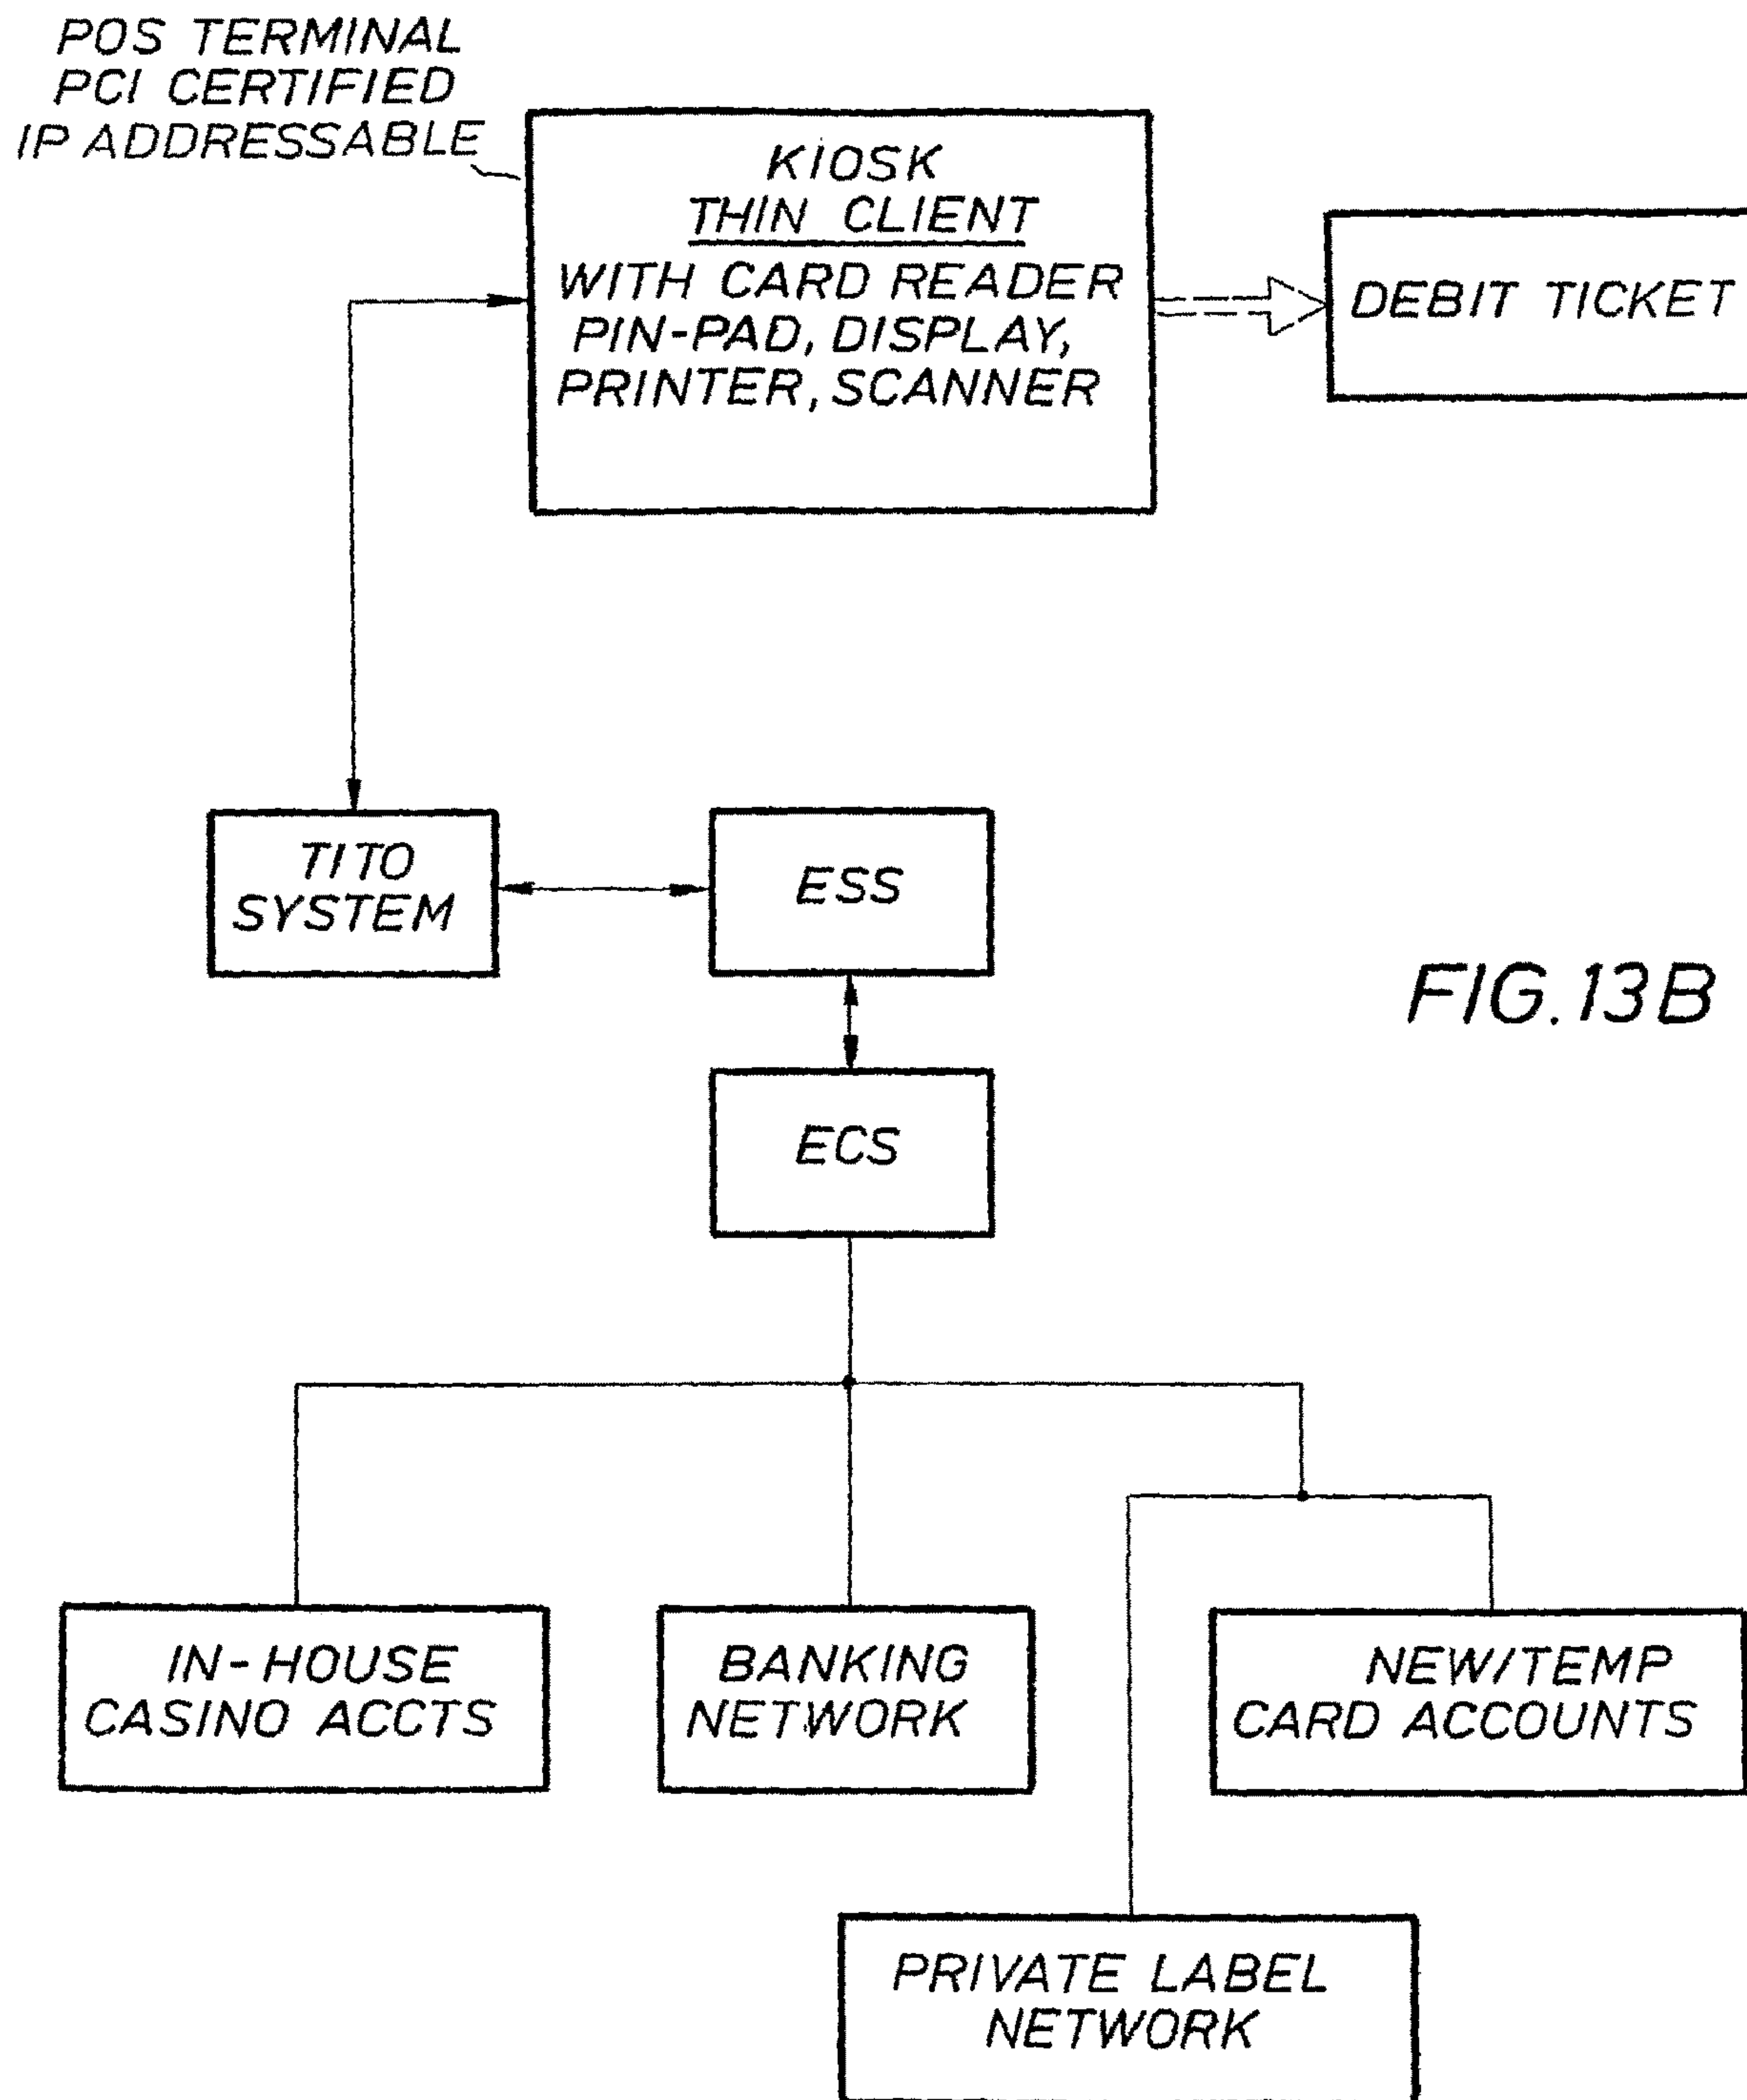 POS TERMINAL
PCI CERTIFIED
IP ADDRESSABLE
KIOSK
THIN CLIENT
WITH CARD READER
PIN-PAD, DISPLAY,
PRINTER, SCANNER
DEBIT TICKET
TITO
SYSTEM
ESS
FIG. 13B
ECS
IN-HOUSE
CASINO ACCTS
BANKING
NETWORK
NEW/TEMP
CARD ACCOUNTS
PRIVATE LABEL
NETWORK